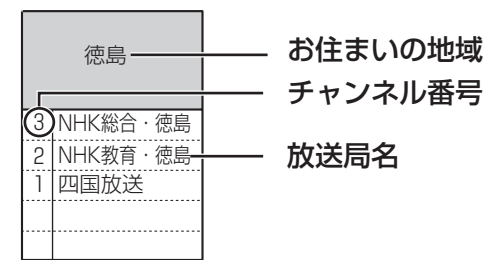 徳島
お住まいの地域
チャンネル番号
3 NHK総合・徳島
2 NHK教育・徳島
放送局名
1 四国放送